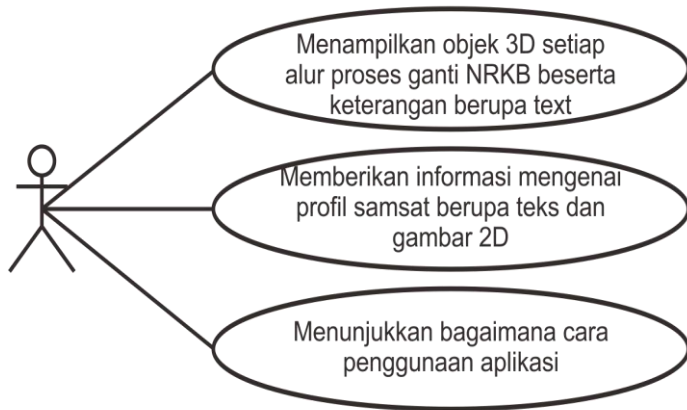 Menampilkan objek 3D setiap
alur proses ganti NRKB beserta
keterangan berupa text
Memberikan informasi mengenai
profil samsat berupa teks dan
gambar 2D
Menunjukkan bagaimana cara
penggunaan aplikasi